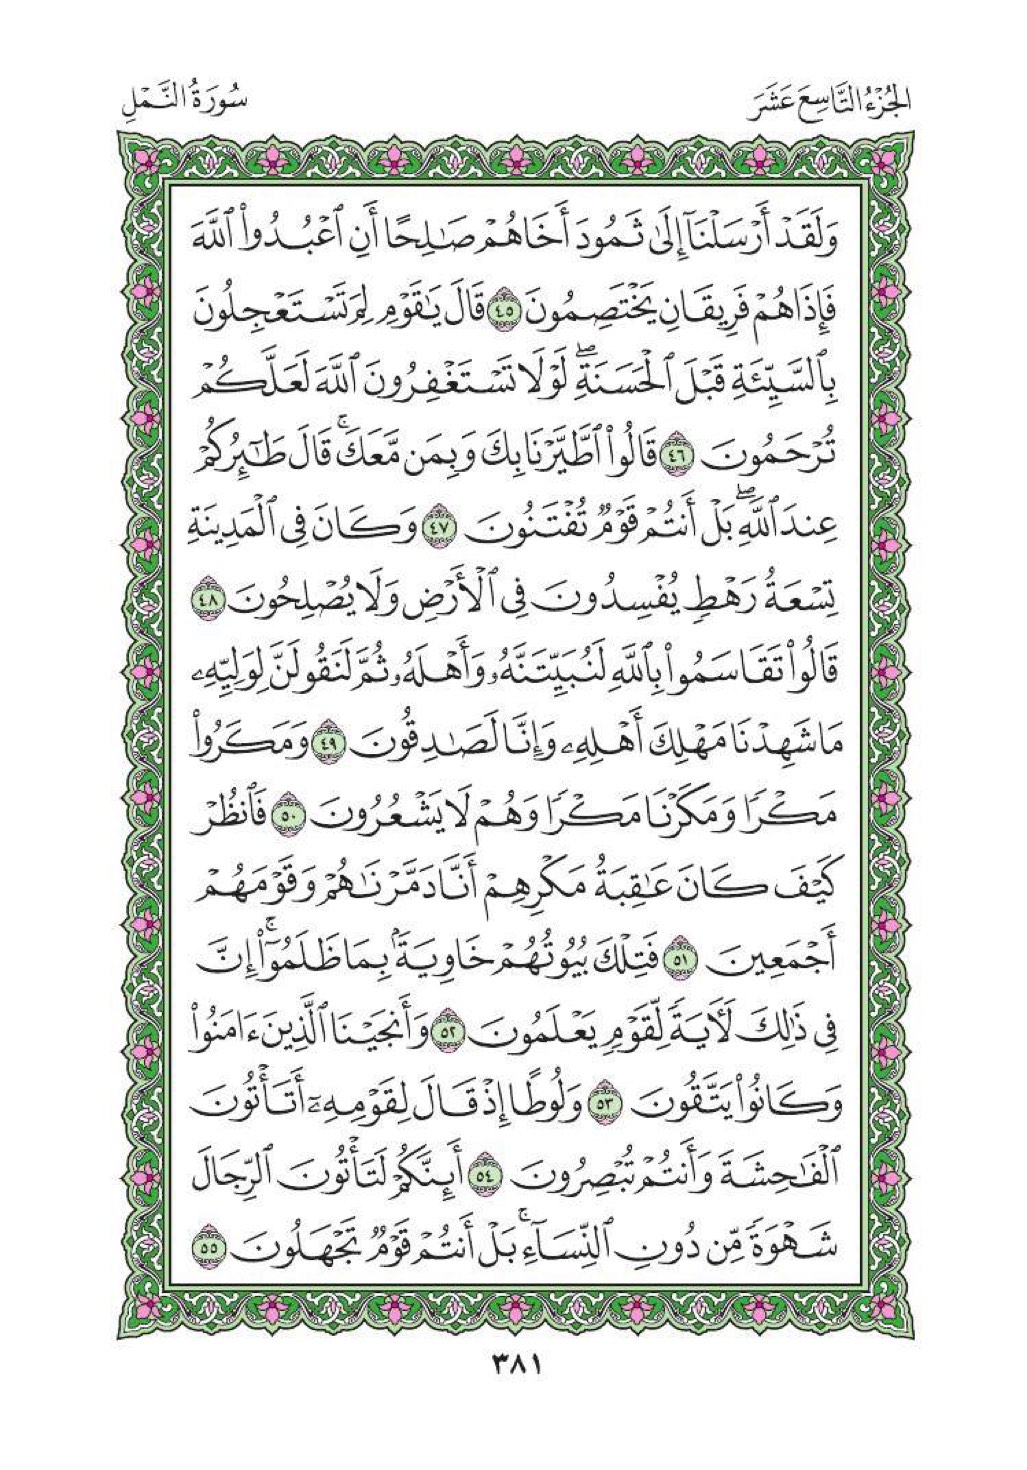 الجُزْءُ التَّاسِعَ عَشَرَ
سُورَةُ النَّمْلِ
وَلَقَدْ أَرْسَلْنَآ إِلَىٰ ثَمُودَ أَخَاهُمْ صَٰلِحًا أَنِ ٱعْبُدُوا۟ ٱللَّهَ
فَإِذَا هُمْ فَرِيقَانِ يَخْتَصِمُونَ ٤٥ قَالَ يَٰقَوْمِ لِمَ تَسْتَعْجِلُونَ
بِٱلسَّيِّئَةِ قَبْلَ ٱلْحَسَنَةِ ۖ لَوْلَا تَسْتَغْفِرُونَ ٱللَّهَ لَعَلَّكُمْ
تُرْحَمُونَ ٤٦ قَالُوا۟ ٱطَّيَّرْنَا بِكَ وَبِمَن مَّعَكَ ۚ قَالَ طَٰٓئِرُكُمْ
عِندَ ٱللَّهِ ۖ بَلْ أَنتُمْ قَوْمٌ تُفْتَنُونَ ٤٧ وَكَانَ فِى ٱلْمَدِينَةِ
تِسْعَةُ رَهْطٍ يُفْسِدُونَ فِى ٱلْأَرْضِ وَلَا يُصْلِحُونَ ٤٨
قَالُوا۟ تَقَاسَمُوا۟ بِٱللَّهِ لَنُبَيِّتَنَّهُۥ وَأَهْلَهُۥ ثُمَّ لَنَقُولَنَّ لِوَلِيِّهِۦ
مَا شَهِدْنَا مَهْلِكَ أَهْلِهِۦ وَإِنَّا لَصَٰدِقُونَ ٤٩ وَمَكَرُوا۟
مَكْرًا وَمَكَرْنَا مَكْرًا وَهُمْ لَا يَشْعُرُونَ ٥٠ فَٱنظُرْ
كَيْفَ كَانَ عَٰقِبَةُ مَكْرِهِمْ أَنَّا دَمَّرْنَٰهُمْ وَقَوْمَهُمْ
أَجْمَعِينَ ٥١ فَتِلْكَ بُيُوتُهُمْ خَاوِيَةًۢ بِمَا ظَلَمُوٓا۟ ۗ إِنَّ
فِى ذَٰلِكَ لَءَايَةً لِّقَوْمٍ يَعْلَمُونَ ٥٢ وَأَنجَيْنَا ٱلَّذِينَ ءَامَنُوا۟
وَكَانُوا۟ يَتَّقُونَ ٥٣ وَلُوطًا إِذْ قَالَ لِقَوْمِهِۦٓ أَتَأْتُونَ
ٱلْفَٰحِشَةَ وَأَنتُمْ تُبْصِرُونَ ٥٤ أَئِنَّكُمْ لَتَأْتُونَ ٱلرِّجَالَ
شَهْوَةً مِّن دُونِ ٱلنِّسَآءِ ۚ بَلْ أَنتُمْ قَوْمٌ تَجْهَلُونَ ٥٥
٣٨١